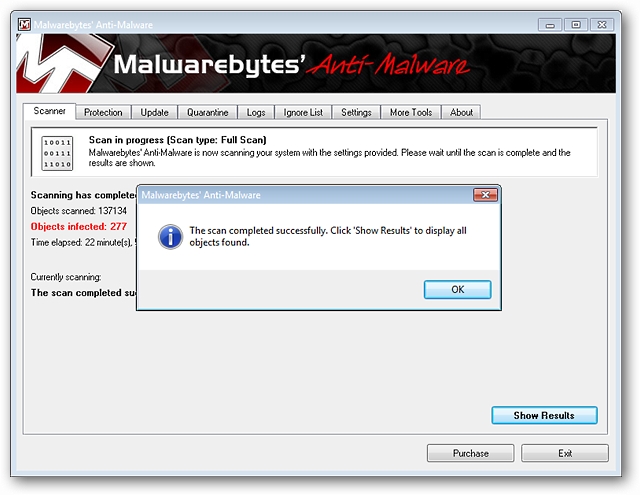 Malwarebytes' Anti-Malware
Malwarebytes' Anti-Malware
Scanner Protection Update Quarantine Logs Ignore List Settings More Tools About
10011
00111
11010
Scan in progress (Scan type: Full Scan)
Malwarebytes' Anti-Malware is now scanning your system with the settings provided. Please wait until the scan is complete and the
results are shown.
Scanning has complete
Objects scanned: 137134
Objects infected: 277
Time elapsed: 22 minute(s),
Currently scanning:
The scan completed suc
Malwarebytes' Anti-Malware
The scan completed successfully. Click 'Show Results' to display all
objects found.
OK
Show Results
Purchase Exit